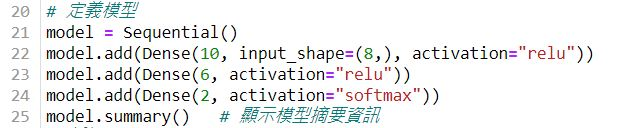 20 # 定義模型
21 model = Sequential()
22 model.add(Dense(10, input_shape=(8,), activation="relu"))
23 model.add(Dense(6, activation="relu"))
24 model.add(Dense(2, activation="softmax"))
25 model.summary()   # 顯示模型摘要資訊